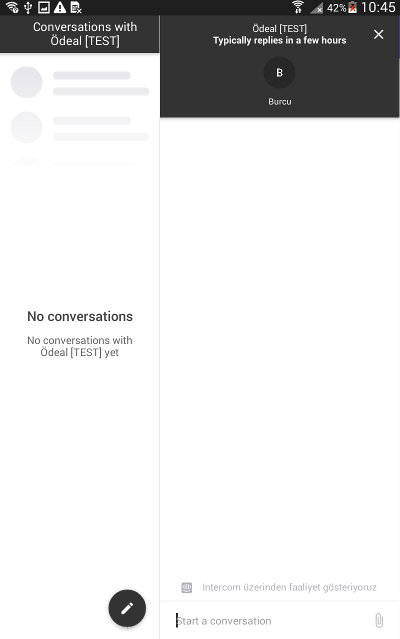 42% 10:45
Conversations with
Ödeal [TEST]
Ödeal [TEST]
Typically replies in a few hours
B
Burcu
No conversations
No conversations with
Ödeal [TEST] yet
Intercom üzerinden faaliyet gösteriyoruz
Start a conversation